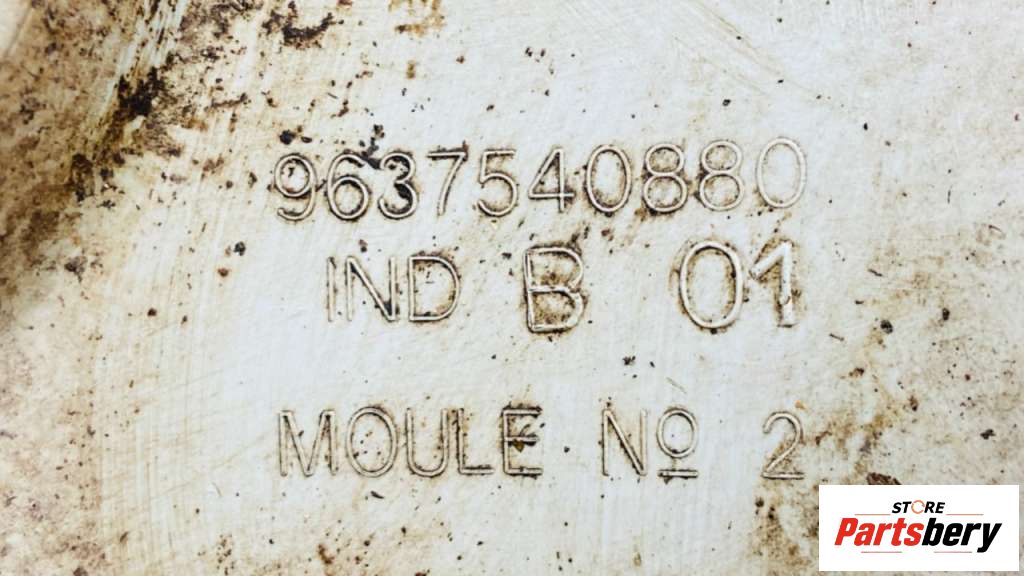 9637540880
IND B 01
MOULE Nº 2
STORE
Partsbery